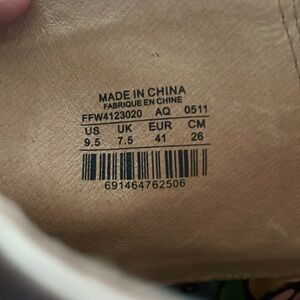 MADE IN CHINA
FABRIQUE EN CHINE
FFW4123020 AQ 0511
US UK EUR CM
9.5 7.5 41 26
691464762506